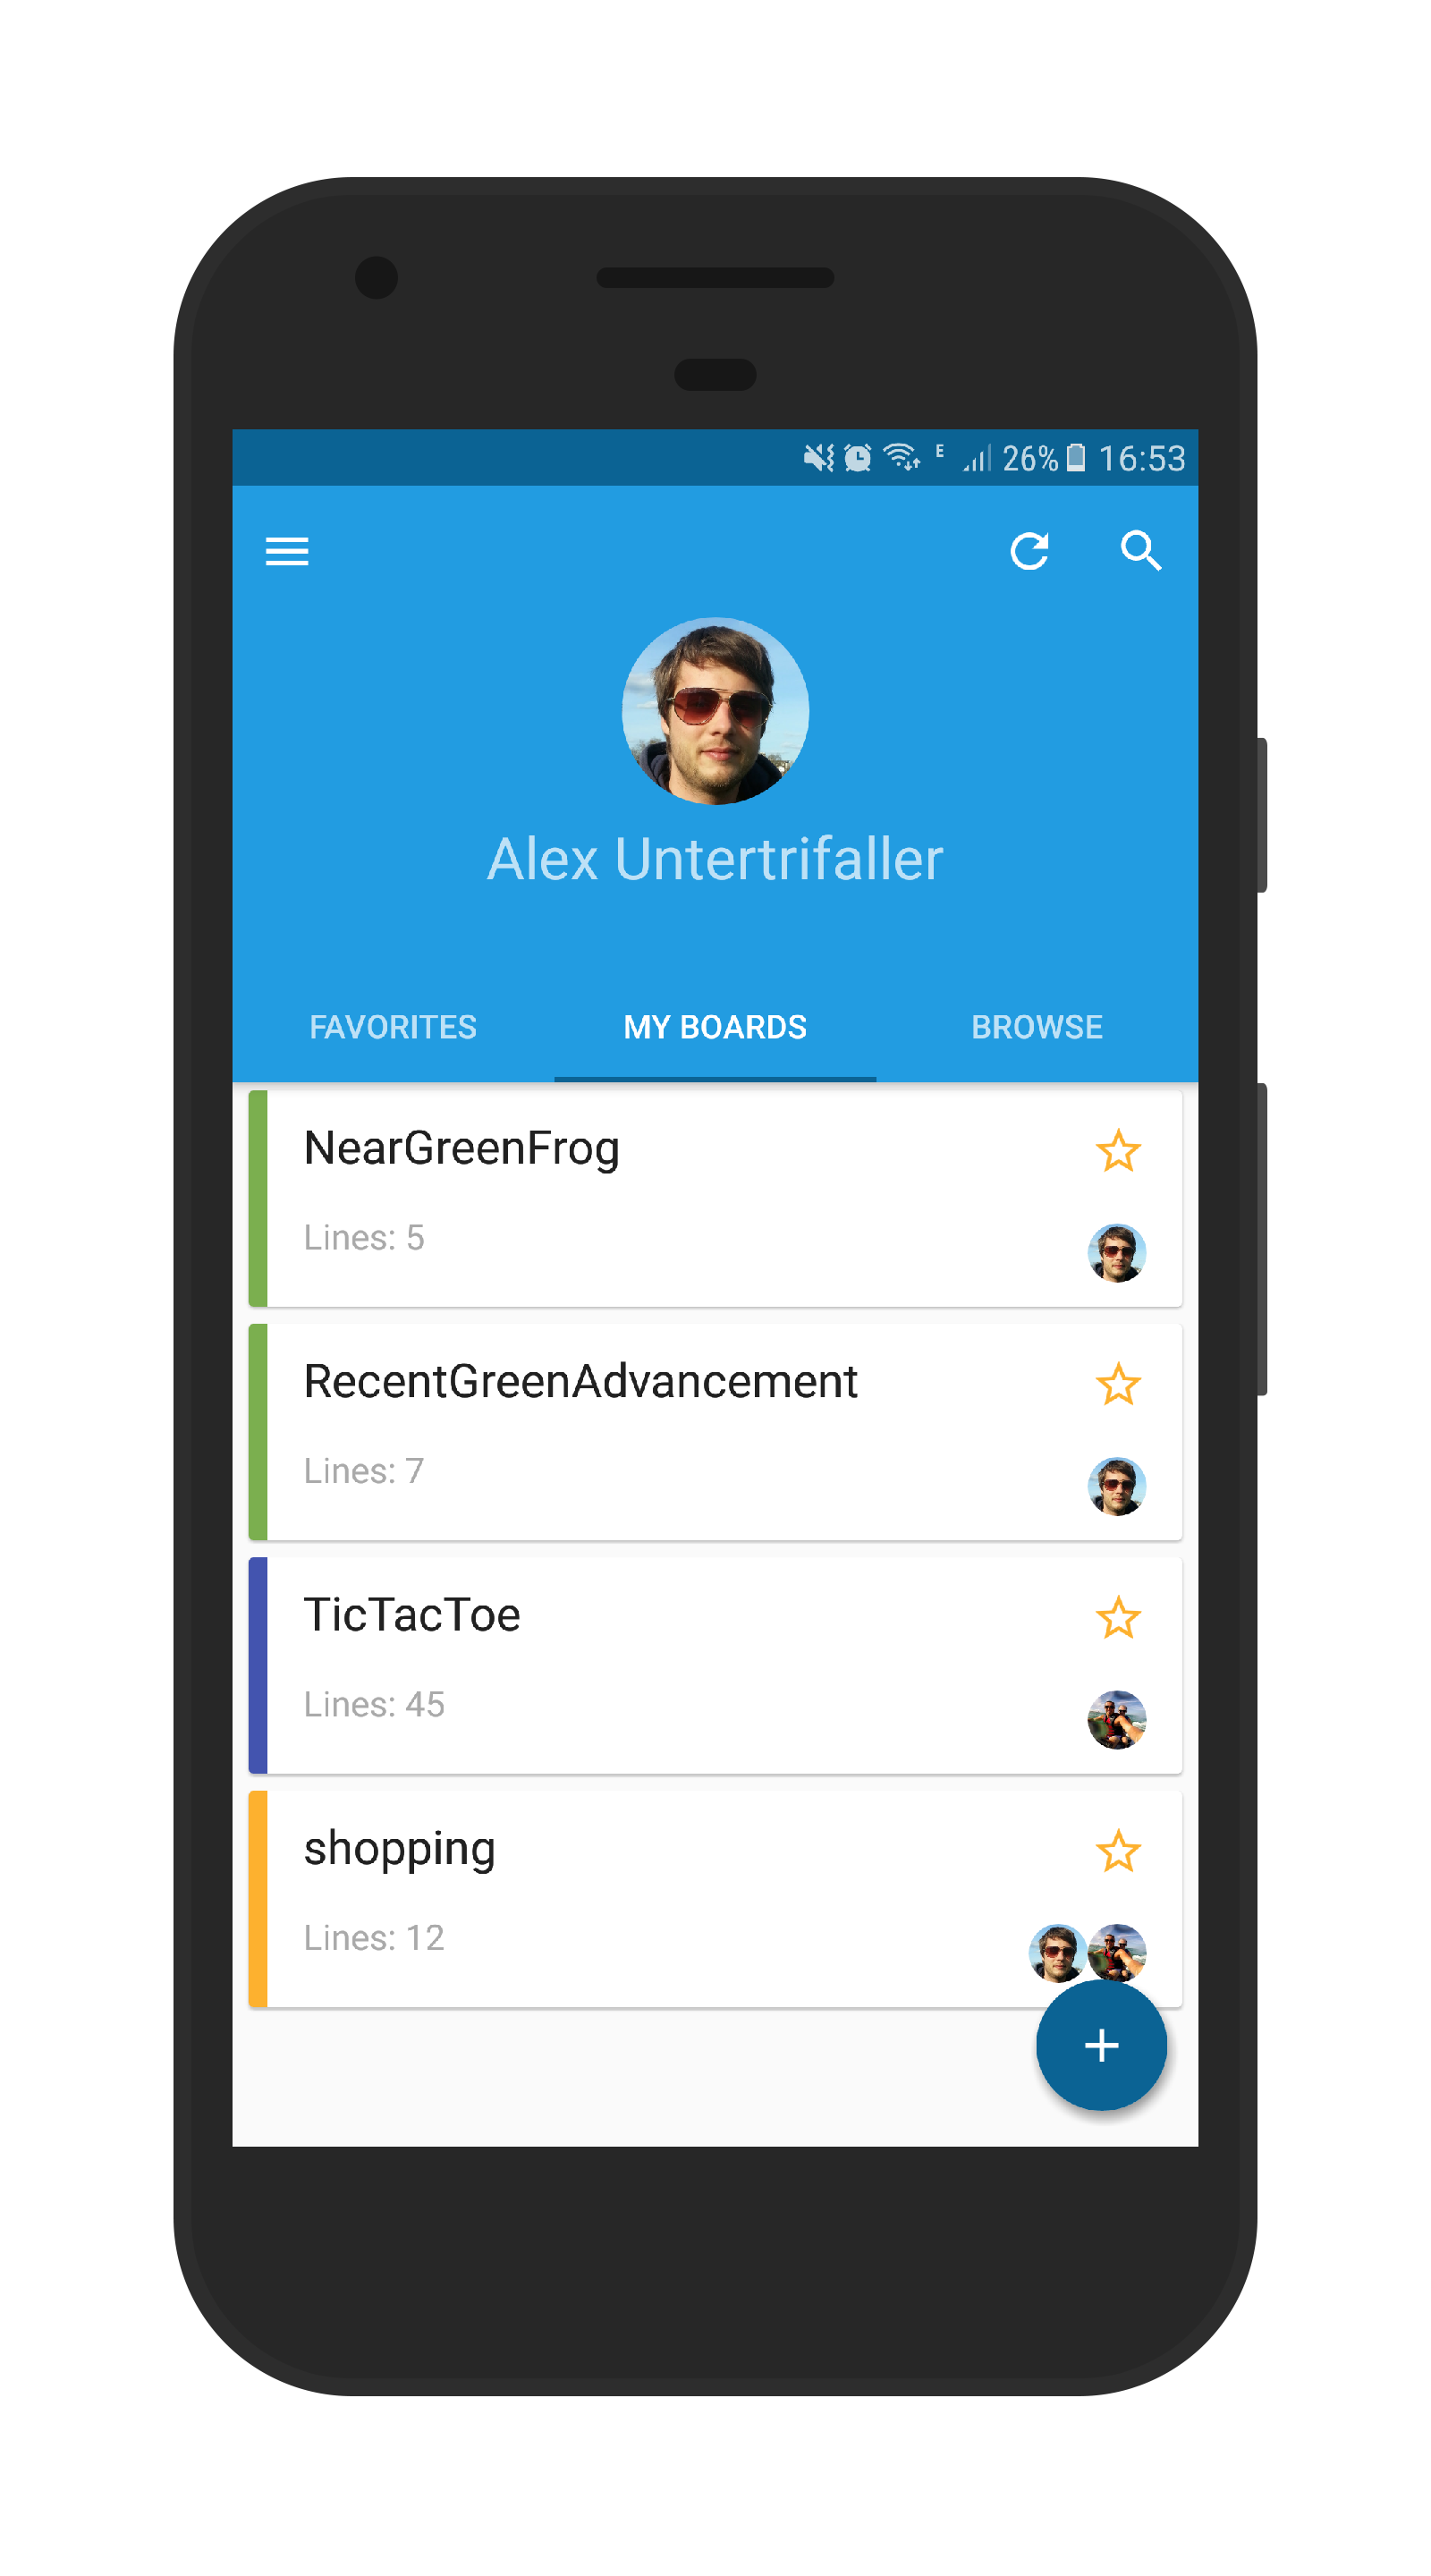 E 26% 16:53
Alex Untertrifaller
FAVORITES MY BOARDS BROWSE
NearGreenFrog
Lines: 5
RecentGreenAdvancement
Lines: 7
TicTacToe
Lines: 45
shopping
Lines: 12